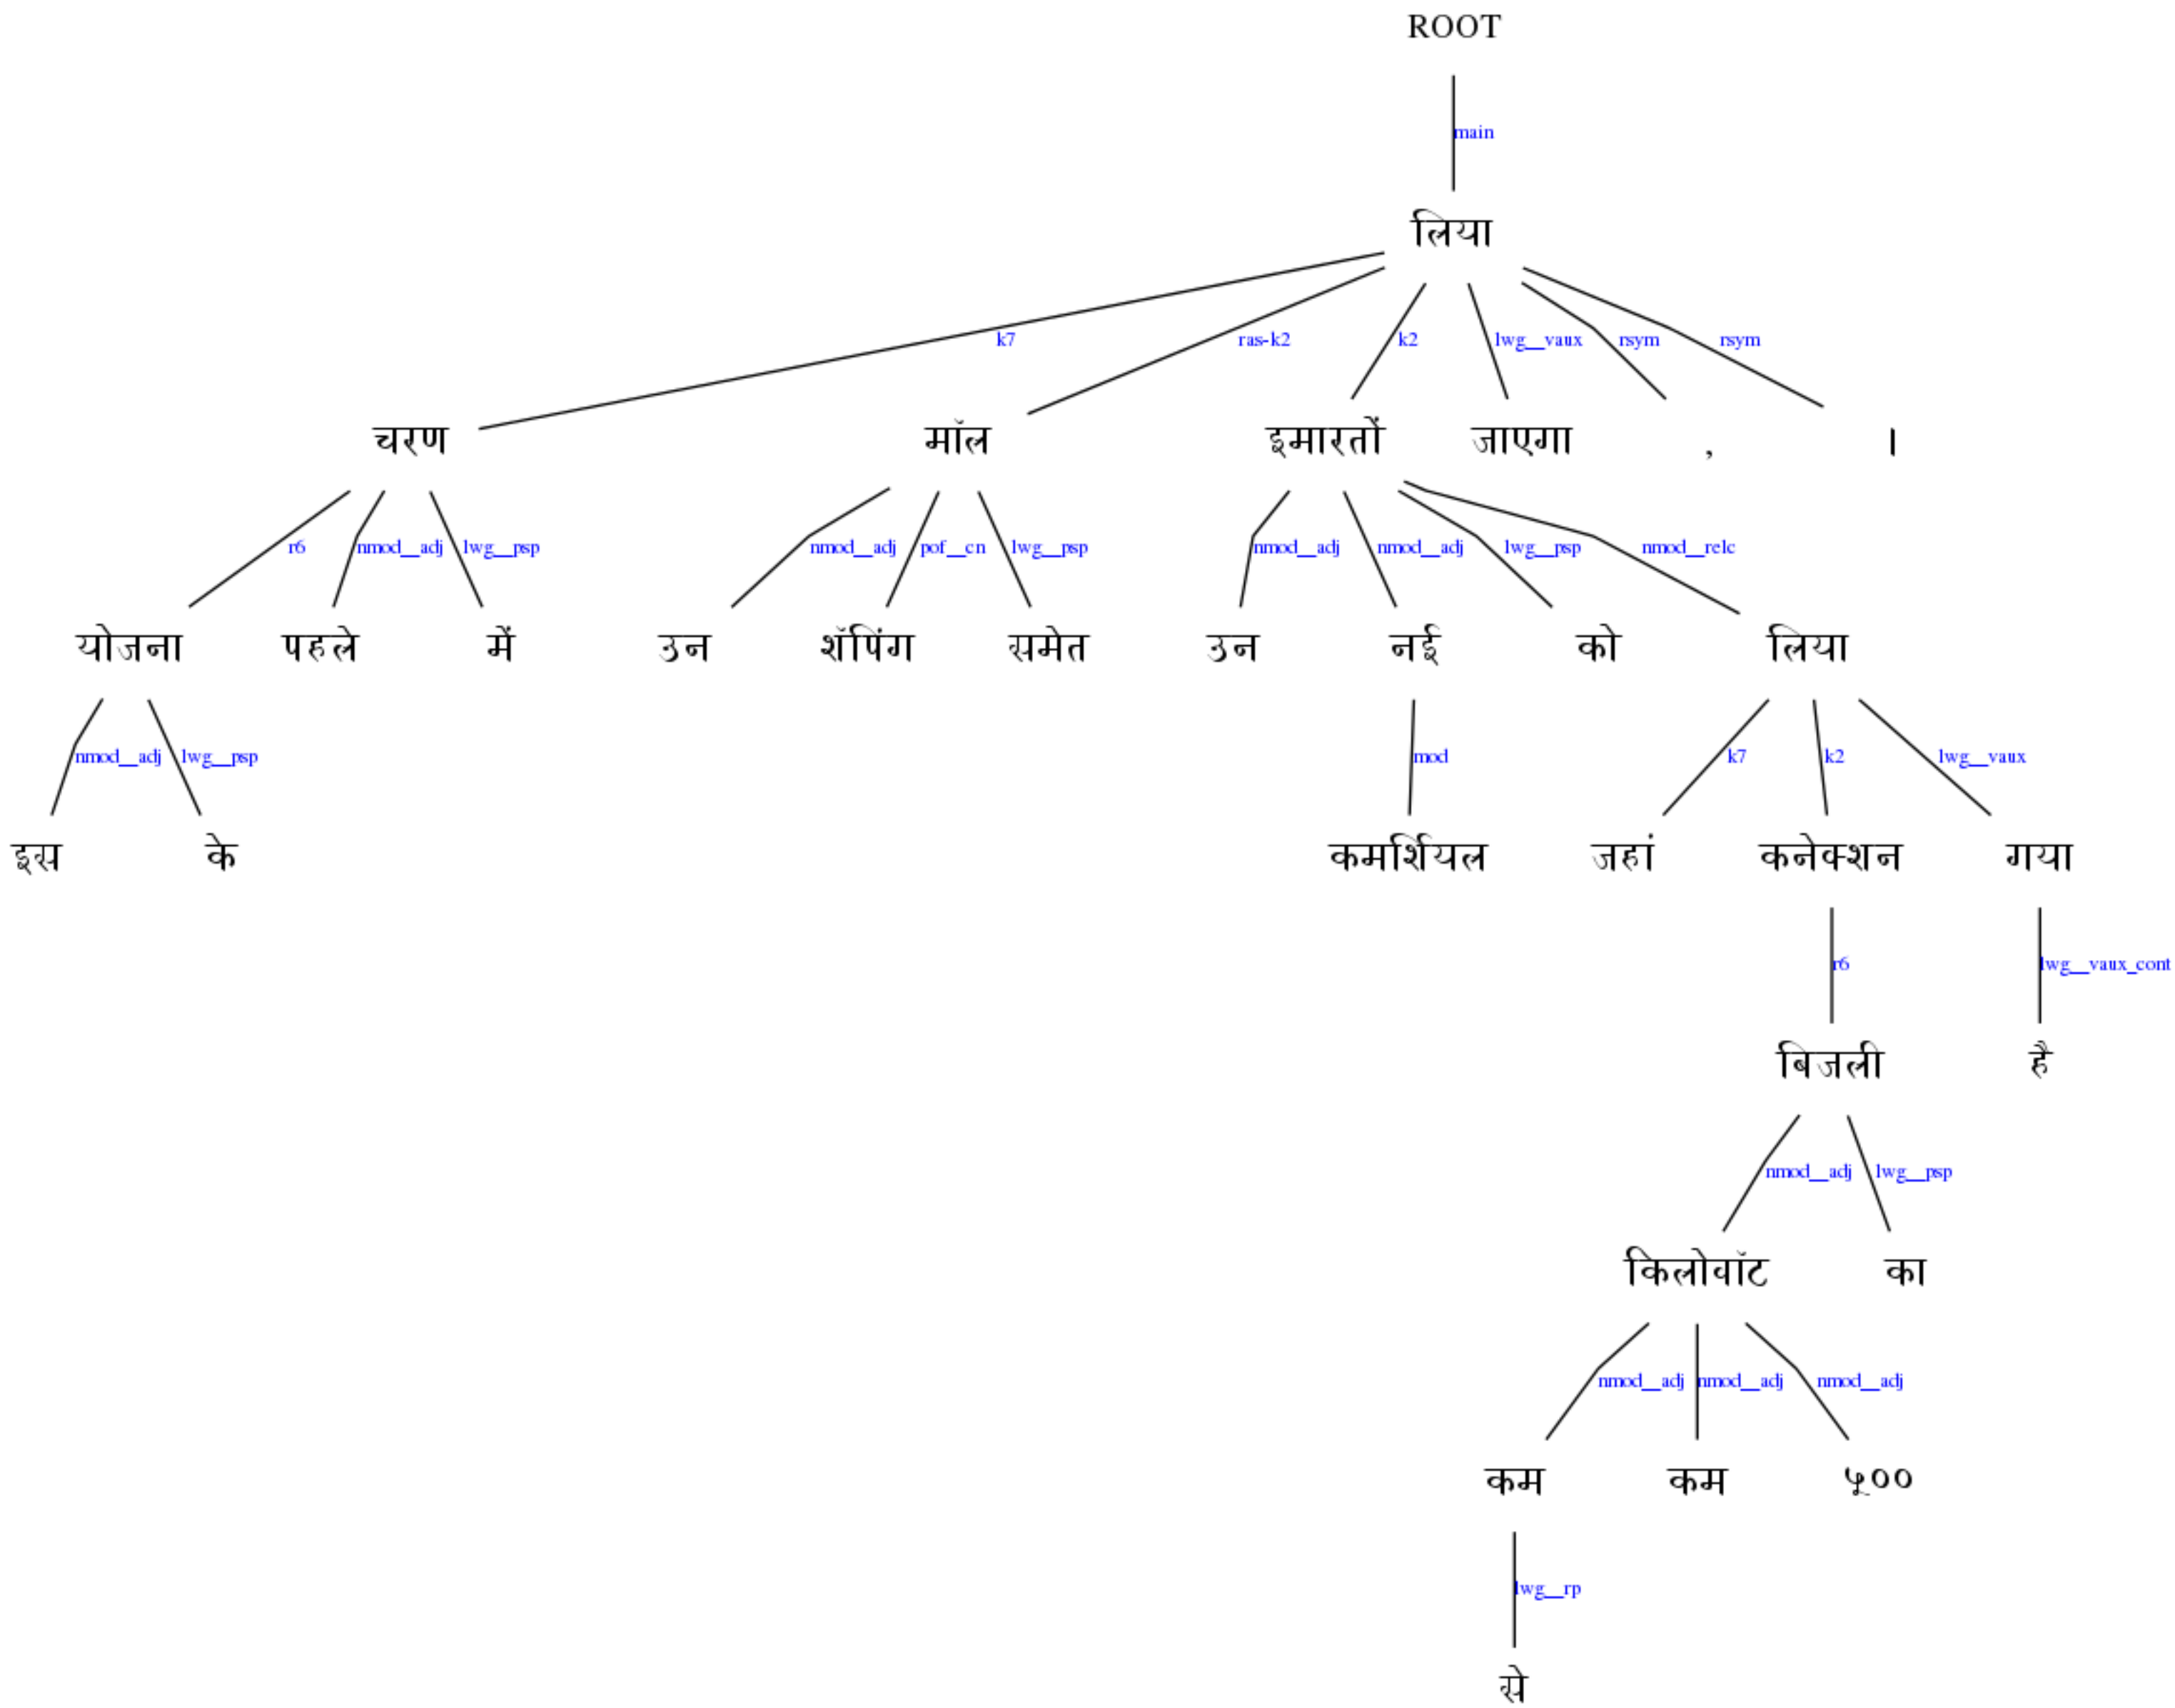 ROOT
main
लिया
k7 ras-k2 k2 lwg__vaux rsym rsym
चरण मॉल इमारतों जाएगा , ।
r6 nmod__adj lwg__psp nmod__adj pof__cn lwg__psp nmod__adj nmod__adj lwg__psp nmod__relc
योजना पहले में उन शॅपिंग समेत उन नई को लिया
nmod__adj lwg__psp mod k7 k2 lwg__vaux
इस के कमर्शियल जहां कनेक्शन गया
r6 lwg__vaux_cont
बिजली है
nmod__adj lwg__psp
किलोवॉट का
nmod__adj nmod__adj nmod__adj
कम कम ५००
lwg__rp
से